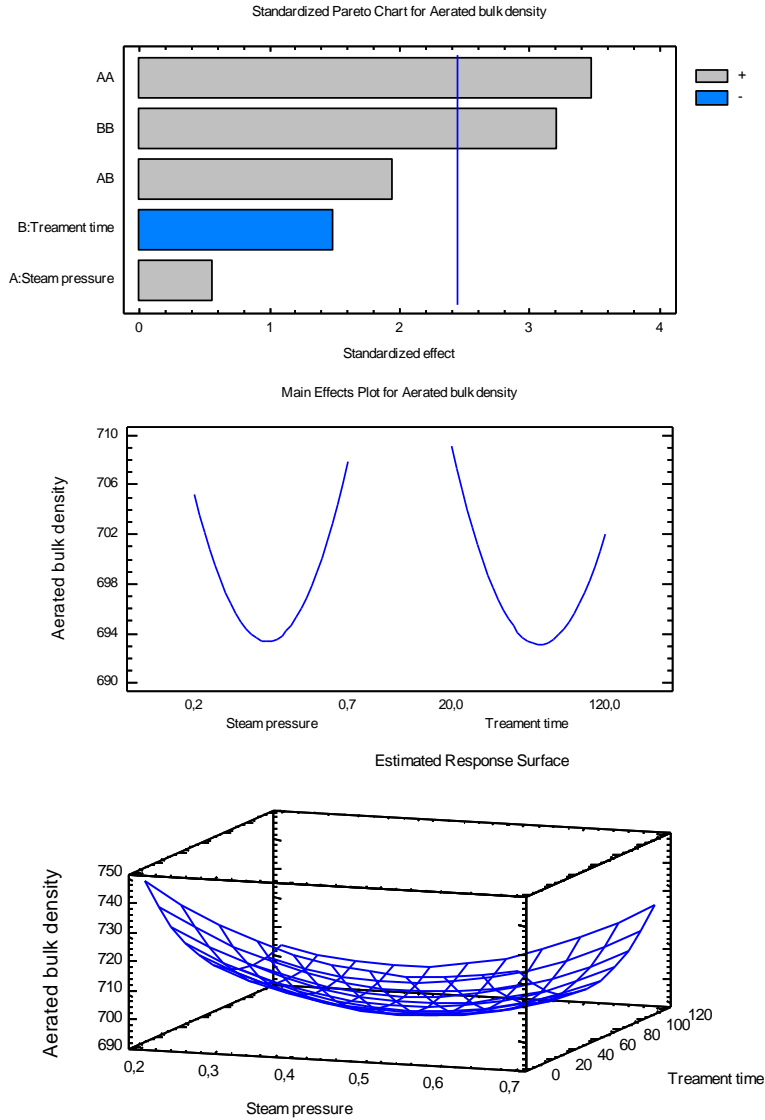 Standardized Pareto Chart for Aerated bulk density
AA
BB
AB
B:Treament time
A:Steam pressure
+
-
0 1 2 3 4
Standardized effect
Main Effects Plot for Aerated bulk density
Aerated bulk density
710
706
702
698
694
690
0,2 0,7 20,0 120,0
Steam pressure Treament time
Estimated Response Surface
Aerated bulk density
750
740
730
720
710
700
690
0,2 0,3 0,4 0,5 0,6 0,7
Steam pressure
0 20 40 60 80 100 120
Treament time